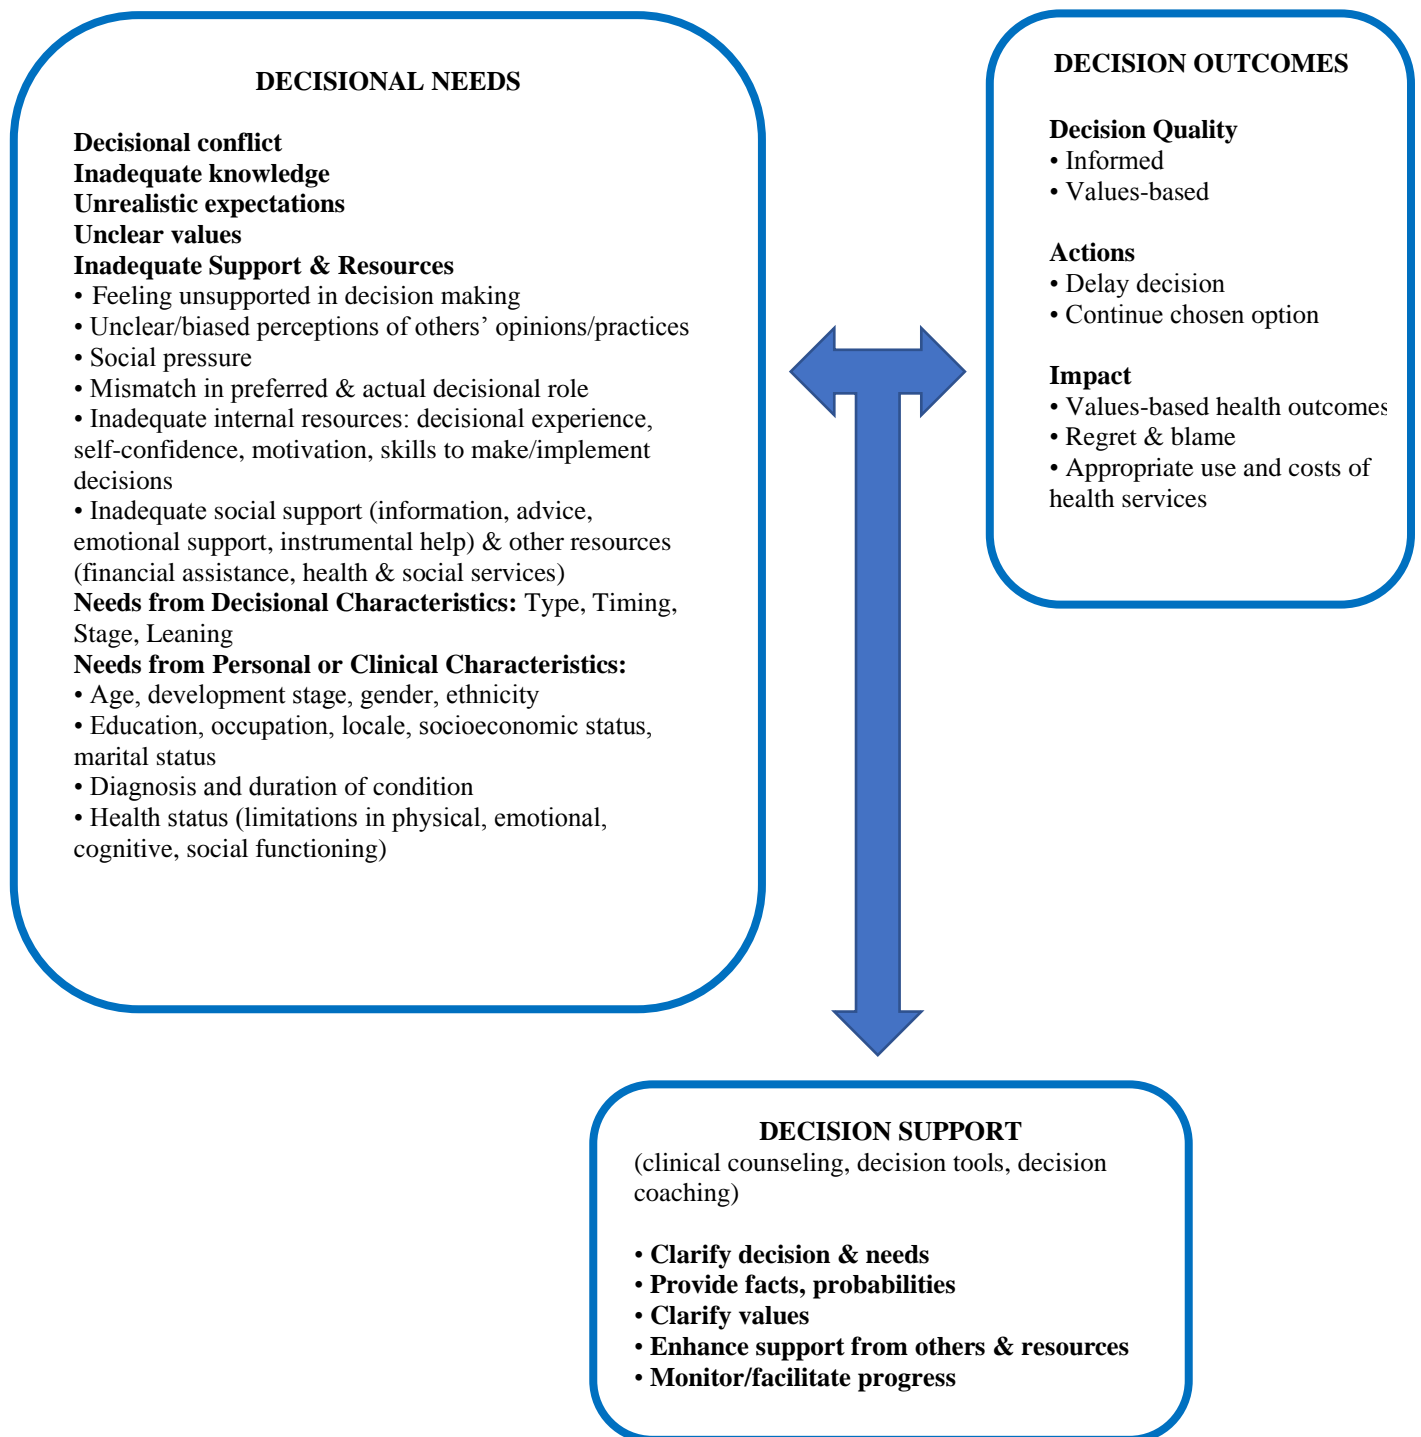 DECISIONAL NEEDS
Decisional conflict
Inadequate knowledge
Unrealistic expectations
Unclear values
Inadequate Support & Resources
• Feeling unsupported in decision making
• Unclear/biased perceptions of others’ opinions/practices
• Social pressure
• Mismatch in preferred & actual decisional role
• Inadequate internal resources: decisional experience,
self-confidence, motivation, skills to make/implement
decisions
• Inadequate social support (information, advice,
emotional support, instrumental help) & other resources
(financial assistance, health & social services)
Needs from Decisional Characteristics: Type, Timing,
Stage, Leaning
Needs from Personal or Clinical Characteristics:
• Age, development stage, gender, ethnicity
• Education, occupation, locale, socioeconomic status,
marital status
• Diagnosis and duration of condition
• Health status (limitations in physical, emotional,
cognitive, social functioning)
DECISION OUTCOMES
Decision Quality
• Informed
• Values-based
Actions
• Delay decision
• Continue chosen option
Impact
• Values-based health outcomes
• Regret & blame
• Appropriate use and costs of
health services
DECISION SUPPORT
(clinical counseling, decision tools, decision
coaching)
• Clarify decision & needs
• Provide facts, probabilities
• Clarify values
• Enhance support from others & resources
• Monitor/facilitate progress